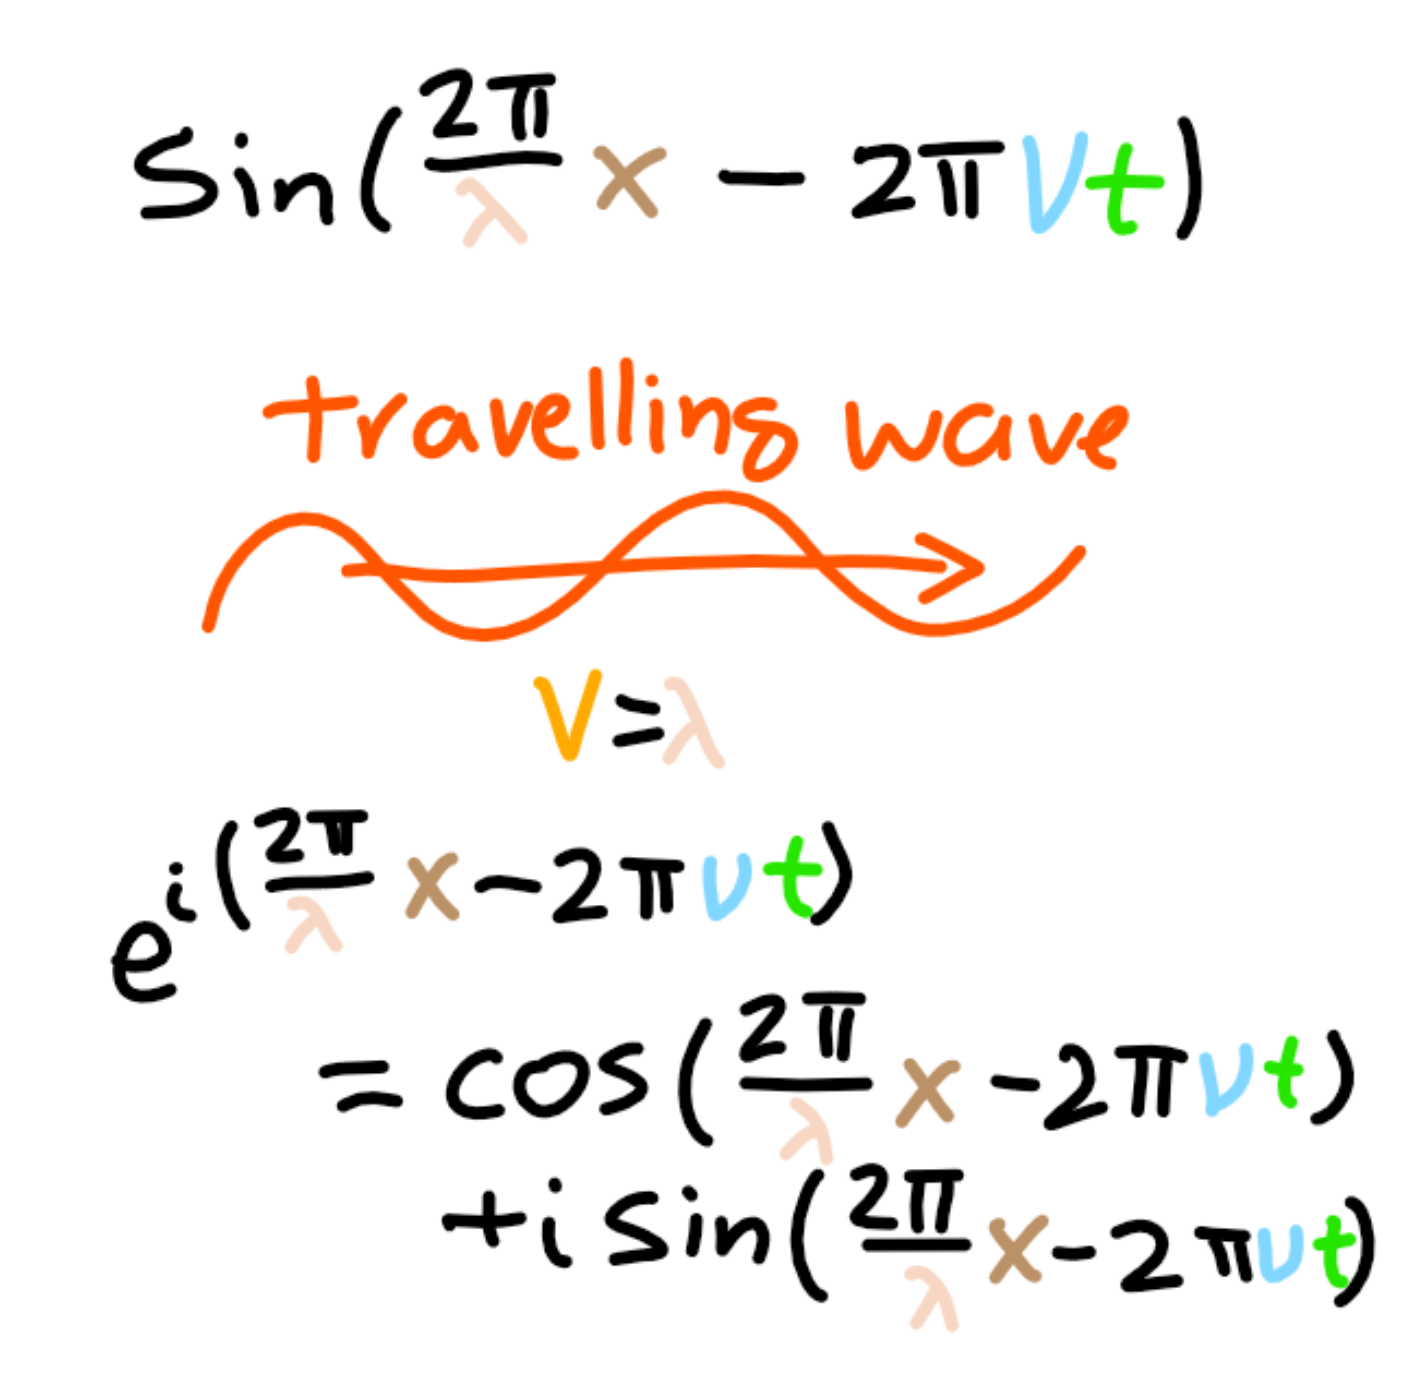 Sin(2π/λ x − 2πνt)
travelling wave
V=λ
e^i(2π/λ x−2πνt)
= cos(2π/λ x −2πνt)
+i sin(2π/λ x−2πνt)